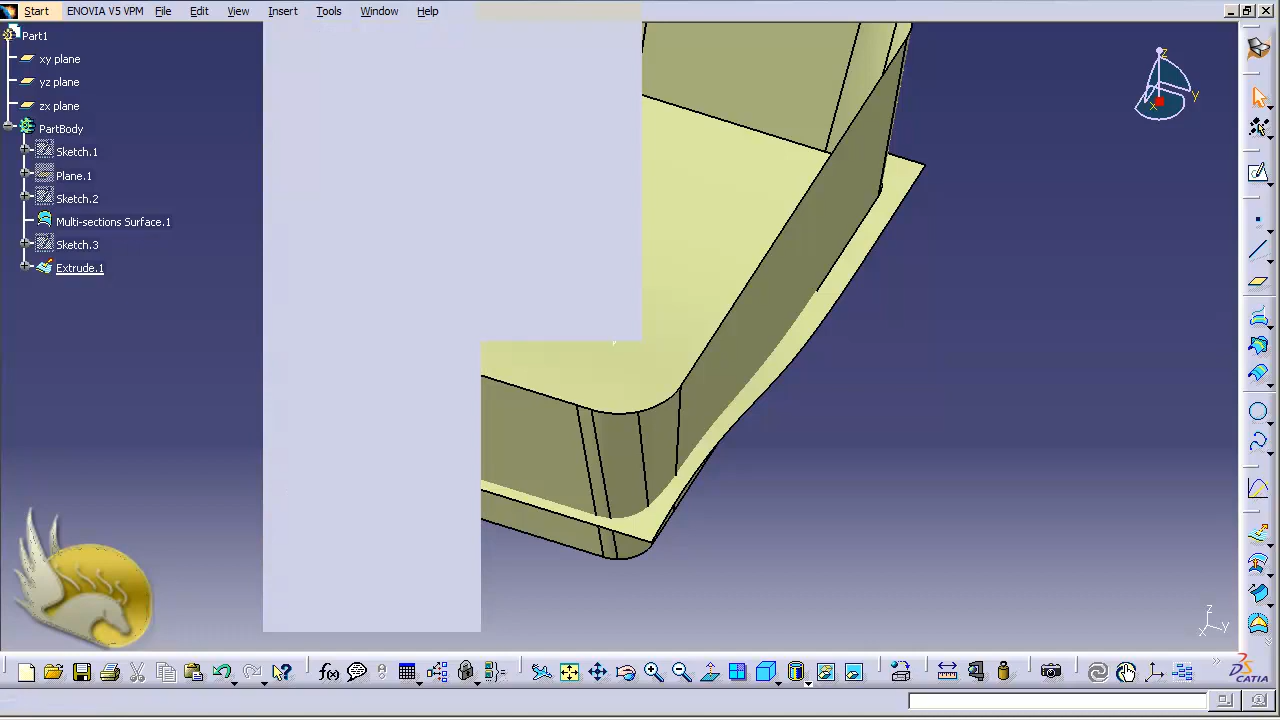 Start ENOVIA V5 VPM File Edit View Insert Tools Window Help
Part1
xy plane
yz plane
zx plane
PartBody
Sketch.1
Plane.1
Sketch.2
Multi-sections Surface.1
Sketch.3
Extrude.1
z
y
x
z
x y
f(x)
CATIA